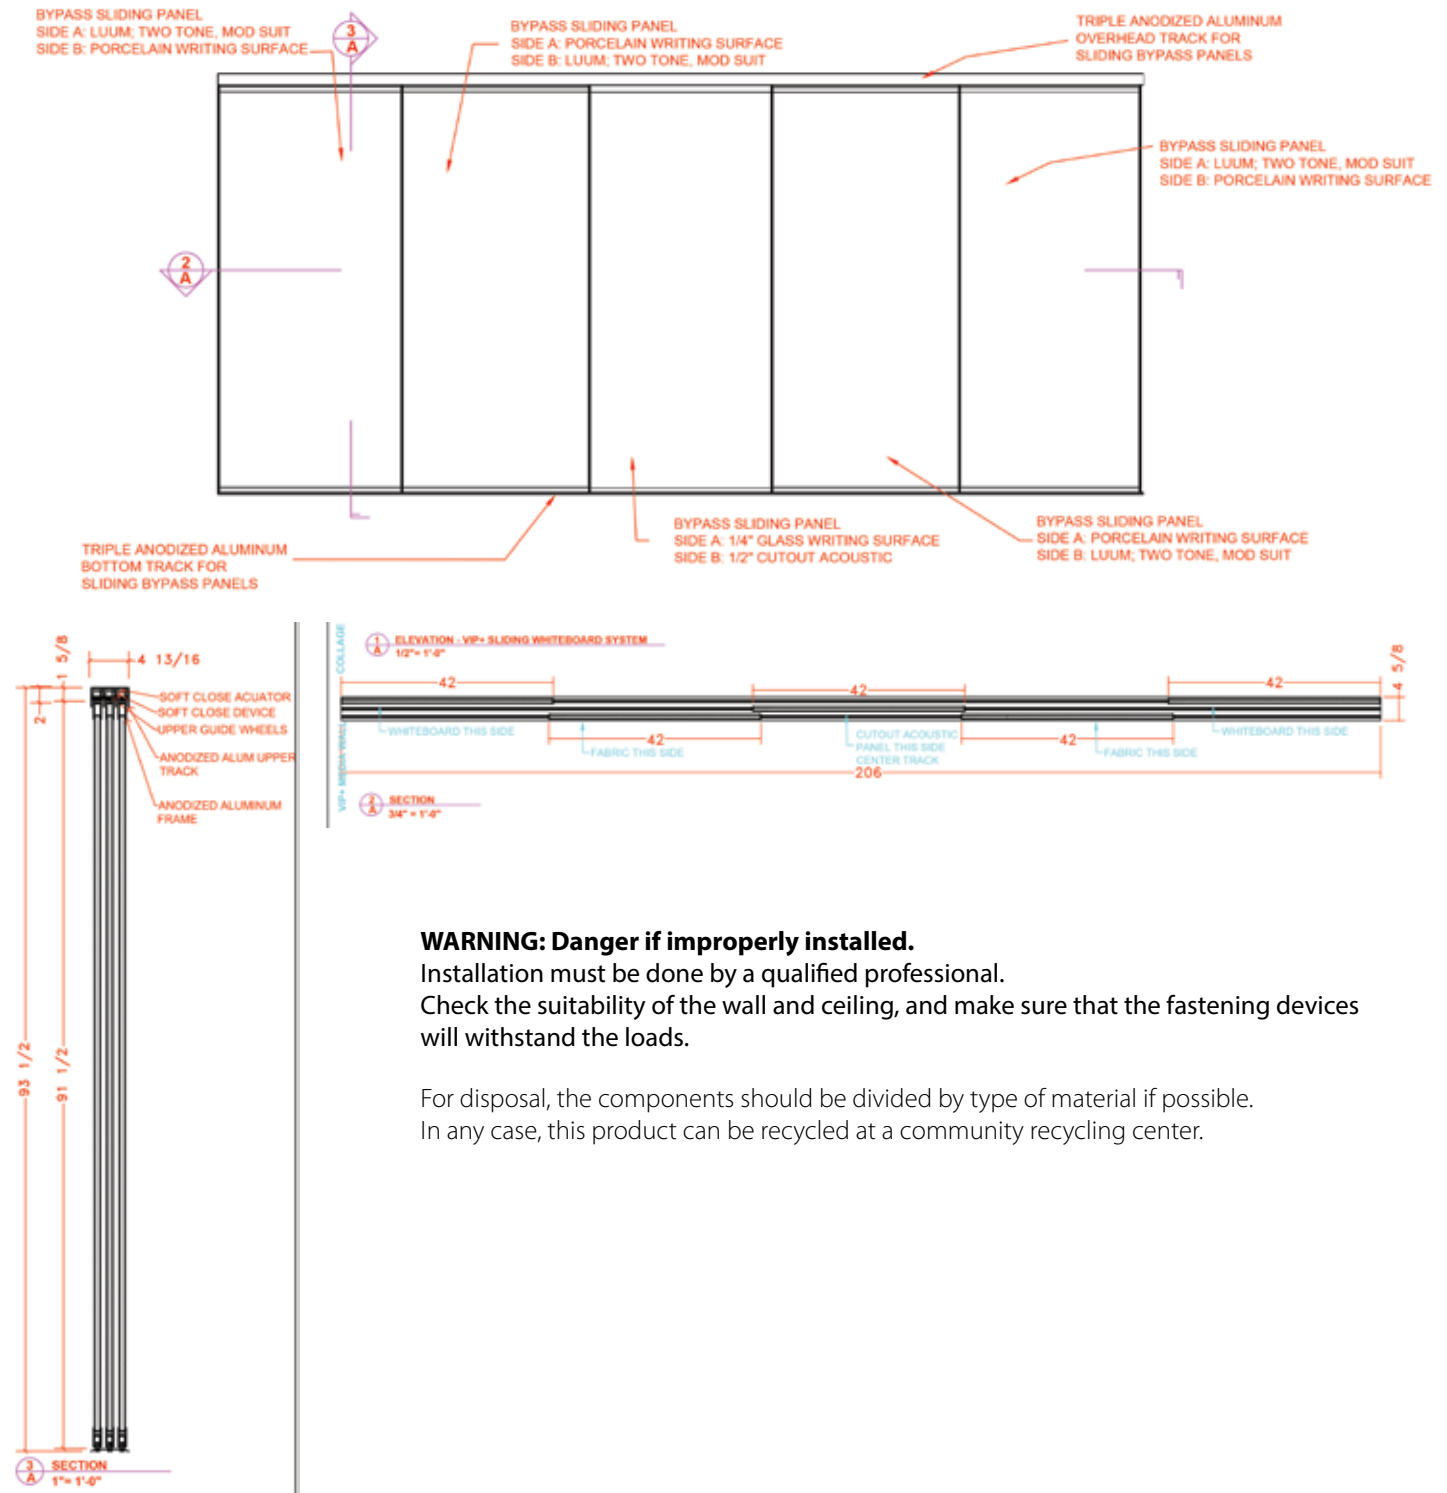 BYPASS SLIDING PANEL
SIDE A: LUUM; TWO TONE, MOD SUIT
SIDE B: PORCELAIN WRITING SURFACE
3
A
BYPASS SLIDING PANEL
SIDE A: PORCELAIN WRITING SURFACE
SIDE B: LUUM; TWO TONE, MOD SUIT
TRIPLE ANODIZED ALUMINUM
OVERHEAD TRACK FOR
SLIDING BYPASS PANELS
BYPASS SLIDING PANEL
SIDE A: LUUM; TWO TONE, MOD SUIT
SIDE B: PORCELAIN WRITING SURFACE
2
A
TRIPLE ANODIZED ALUMINUM
BOTTOM TRACK FOR
SLIDING BYPASS PANELS
BYPASS SLIDING PANEL
SIDE A: 1/4" GLASS WRITING SURFACE
SIDE B: 1/2" CUTOUT ACOUSTIC
BYPASS SLIDING PANEL
SIDE A: PORCELAIN WRITING SURFACE
SIDE B: LUUM; TWO TONE, MOD SUIT
1 5/8
4 13/16
2
SOFT CLOSE ACUATOR
SOFT CLOSE DEVICE
UPPER GUIDE WHEELS
ANODIZED ALUM UPPER
TRACK
ANODIZED ALUMINUM
FRAME
93 1/2
91 1/2
3
A
SECTION
1"= 1'-0"
COLLAGE
VIP+ MEDIA WALL
1
A
ELEVATION - VIP+ SLIDING WHITEBOARD SYSTEM
1/2"= 1'-0"
42
42
42
4 5/8
WHITEBOARD THIS SIDE
42
FABRIC THIS SIDE
CUTOUT ACOUSTIC
PANEL THIS SIDE
CENTER TRACK
42
FABRIC THIS SIDE
WHITEBOARD THIS SIDE
206
2
A
SECTION
3/4" = 1'-0"
WARNING: Danger if improperly installed.
Installation must be done by a qualified professional.
Check the suitability of the wall and ceiling, and make sure that the fastening devices
will withstand the loads.
For disposal, the components should be divided by type of material if possible.
In any case, this product can be recycled at a community recycling center.